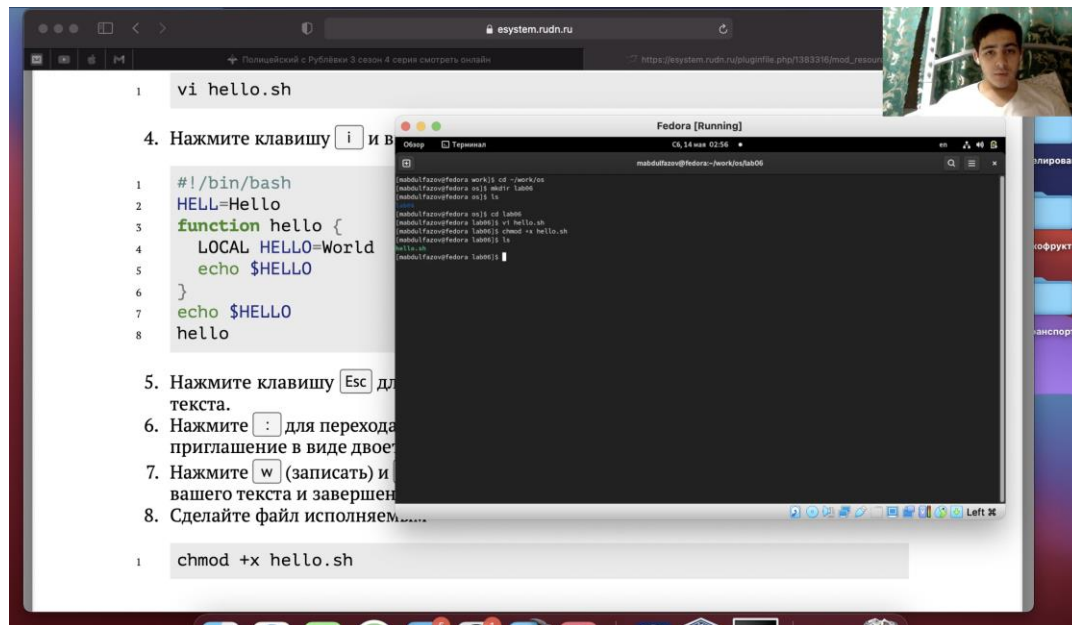 esystem.rudn.ru
Полицейский с Рублёвки 3 сезон 4 серия смотреть онлайн
https://esystem.rudn.ru/pluginfile.php/1383316/mod_resour
1 vi hello.sh
4. Нажмите клавишу i и в
1 #!/bin/bash
2 HELL=Hello
3 function hello {
4 LOCAL HELLO=World
5 echo $HELLO
6 }
7 echo $HELLO
8 hello
5. Нажмите клавишу Esc дл
текста.
6. Нажмите : для перехода
приглашение в виде двоет
7. Нажмите w (записать) и
вашего текста и завершен
8. Сделайте файл исполняемым
1 chmod +x hello.sh
Fedora [Running]
Обзор Терминал Сб, 14 мая 02:56 en
mabdulfazov@fedora:~/work/os/lab06
[mabdulfazov@fedora work]$ cd ~/work/os
[mabdulfazov@fedora os]$ mkdir lab06
[mabdulfazov@fedora os]$ ls
lab06
[mabdulfazov@fedora os]$ cd lab06
[mabdulfazov@fedora lab06]$ vi hello.sh
[mabdulfazov@fedora lab06]$ chmod +x hello.sh
[mabdulfazov@fedora lab06]$ ls
hello.sh
[mabdulfazov@fedora lab06]$
Left ⌘
елирова
кофрукт
анспорт